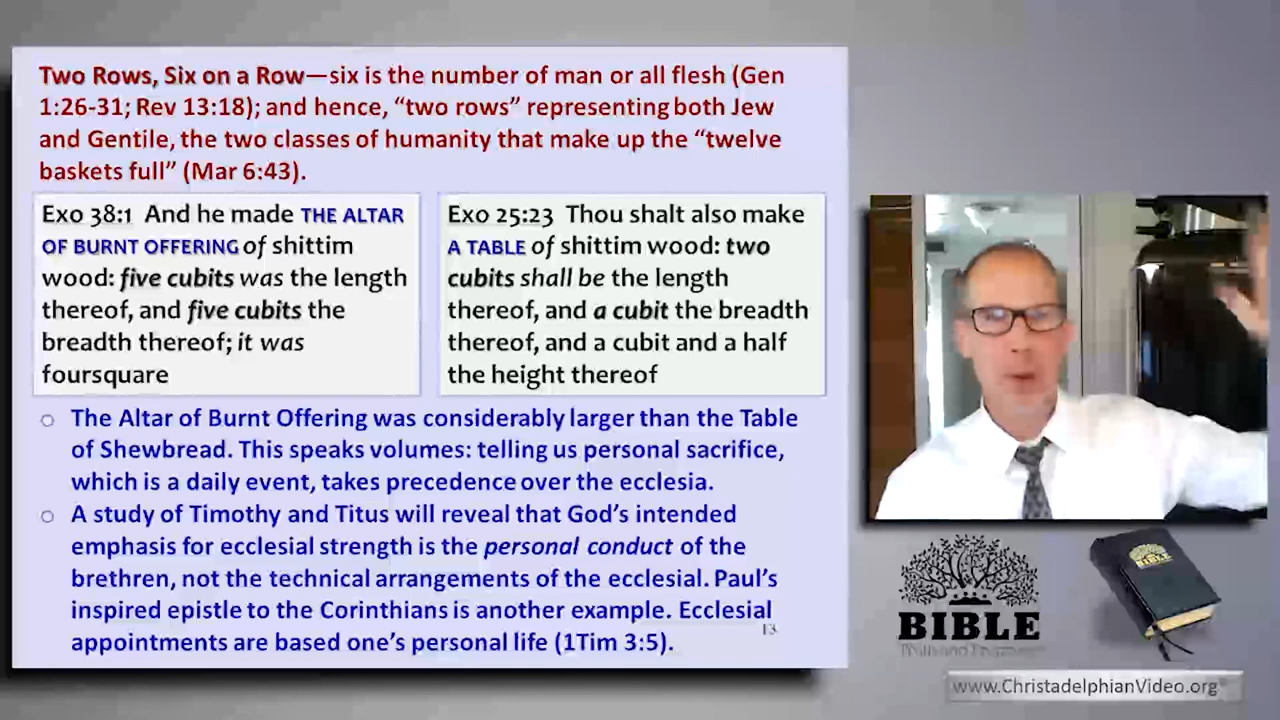 Two Rows, Six on a Row—six is the number of man or all flesh (Gen
1:26-31; Rev 13:18); and hence, “two rows” representing both Jew
and Gentile, the two classes of humanity that make up the “twelve
baskets full” (Mar 6:43).
Exo 38:1 And he made THE ALTAR
OF BURNT OFFERING of shittim
wood: five cubits was the length
thereof, and five cubits the
breadth thereof; it was
foursquare
Exo 25:23 Thou shalt also make
A TABLE of shittim wood: two
cubits shall be the length
thereof, and a cubit the breadth
thereof, and a cubit and a half
the height thereof
The Altar of Burnt Offering was considerably larger than the Table
of Shewbread. This speaks volumes: telling us personal sacrifice,
which is a daily event, takes precedence over the ecclesia.
A study of Timothy and Titus will reveal that God’s intended
emphasis for ecclesial strength is the personal conduct of the
brethren, not the technical arrangements of the ecclesial. Paul’s
inspired epistle to the Corinthians is another example. Ecclesial
appointments are based one’s personal life (1Tim 3:5).
13
BIBLE
BIBLE
www.ChristadelphianVideo.org